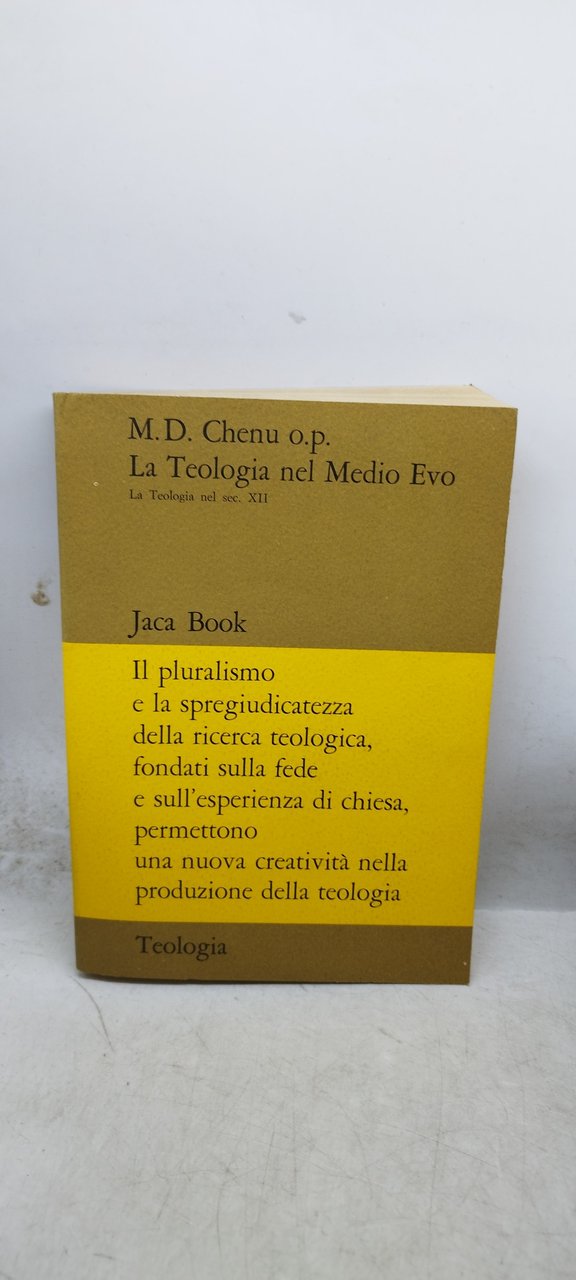 M.D. Chenu o.p.
La Teologia nel Medio Evo
La Teologia nel sec. XII
Jaca Book
Il pluralismo
e la spregiudicatezza
della ricerca teologica,
fondati sulla fede
e sull'esperienza di chiesa,
permettono
una nuova creatività nella
produzione della teologia
Teologia